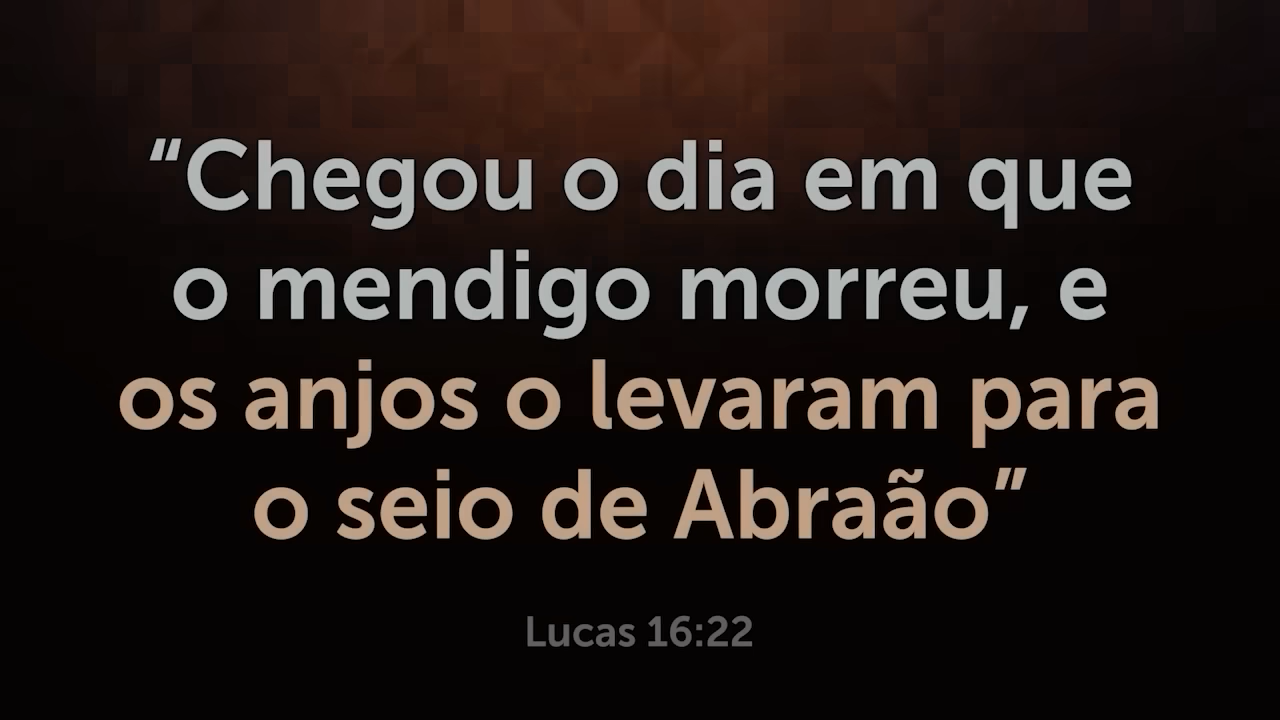 “Chegou o dia em que
o mendigo morreu, e
os anjos o levaram para
o seio de Abraão”
Lucas 16:22